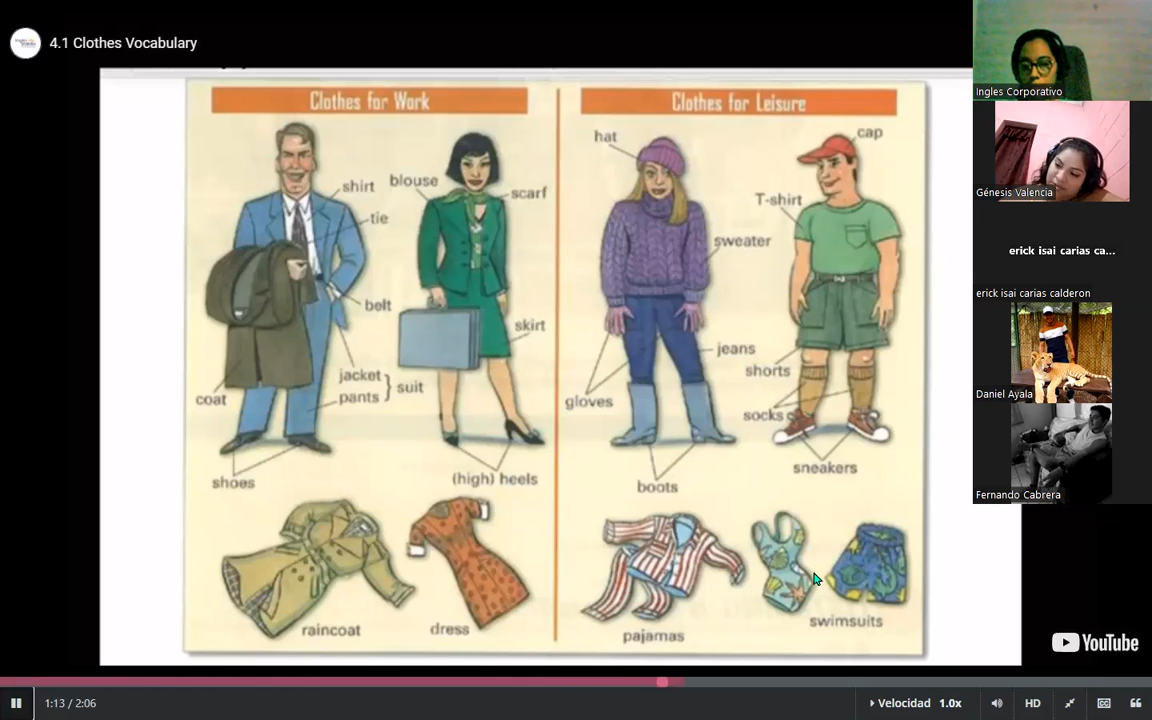 4.1 Clothes Vocabulary
Clothes for Work
shirt
tie
blouse
scarf
belt
skirt
jacket
pants
suit
coat
shoes
(high) heels
raincoat
dress
Clothes for Leisure
hat
cap
T-shirt
sweater
jeans
shorts
gloves
socks
sneakers
boots
pajamas
swimsuits
YouTube
1:13 / 2:06
Velocidad 1.0x
HD
Ingles Corporativo
Génesis Valencia
erick isai carias ca...
erick isai carias calderon
Daniel Ayala
Fernando Cabrera